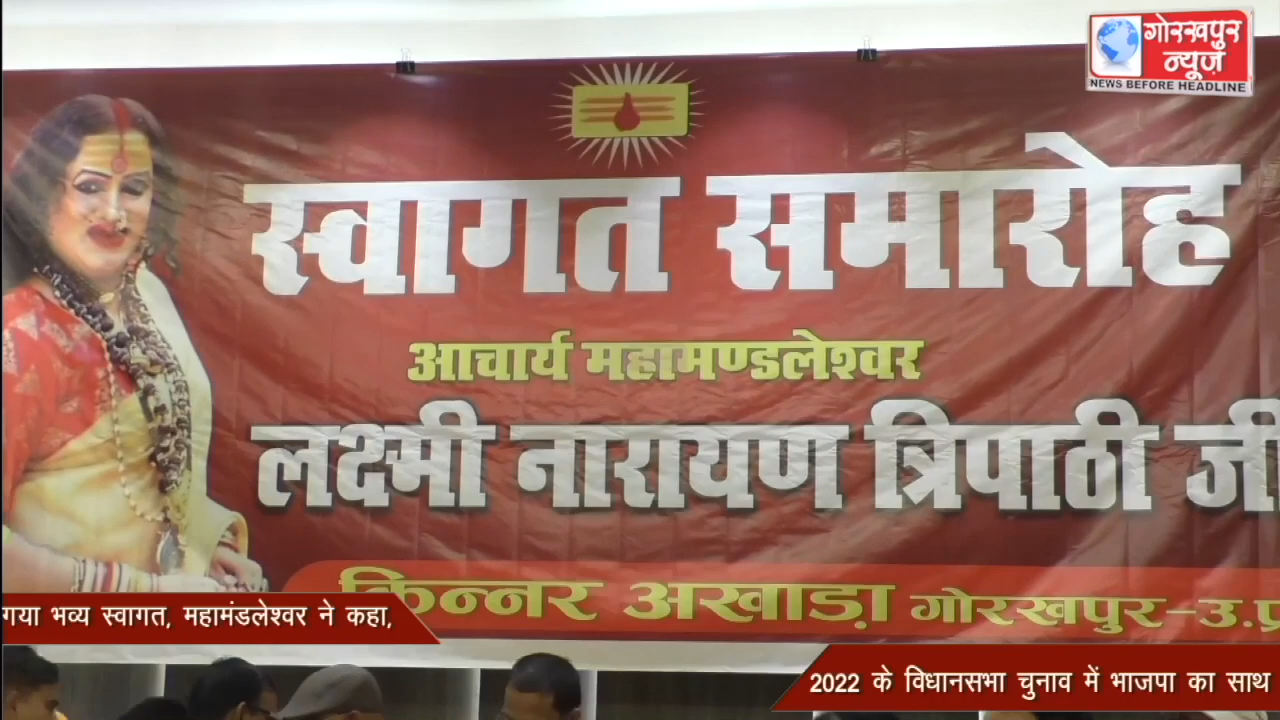 गोरखपुर
न्यूज़
NEWS BEFORE HEADLINE
स्वागत समारोह
आचार्य महामण्डलेश्वर
लक्ष्मी नारायण त्रिपाठी जी
किन्नर अखाड़ा गोरखपुर-उ.प्र
गया भव्य स्वागत, महामंडलेश्वर ने कहा,
2022 के विधानसभा चुनाव में भाजपा का साथ